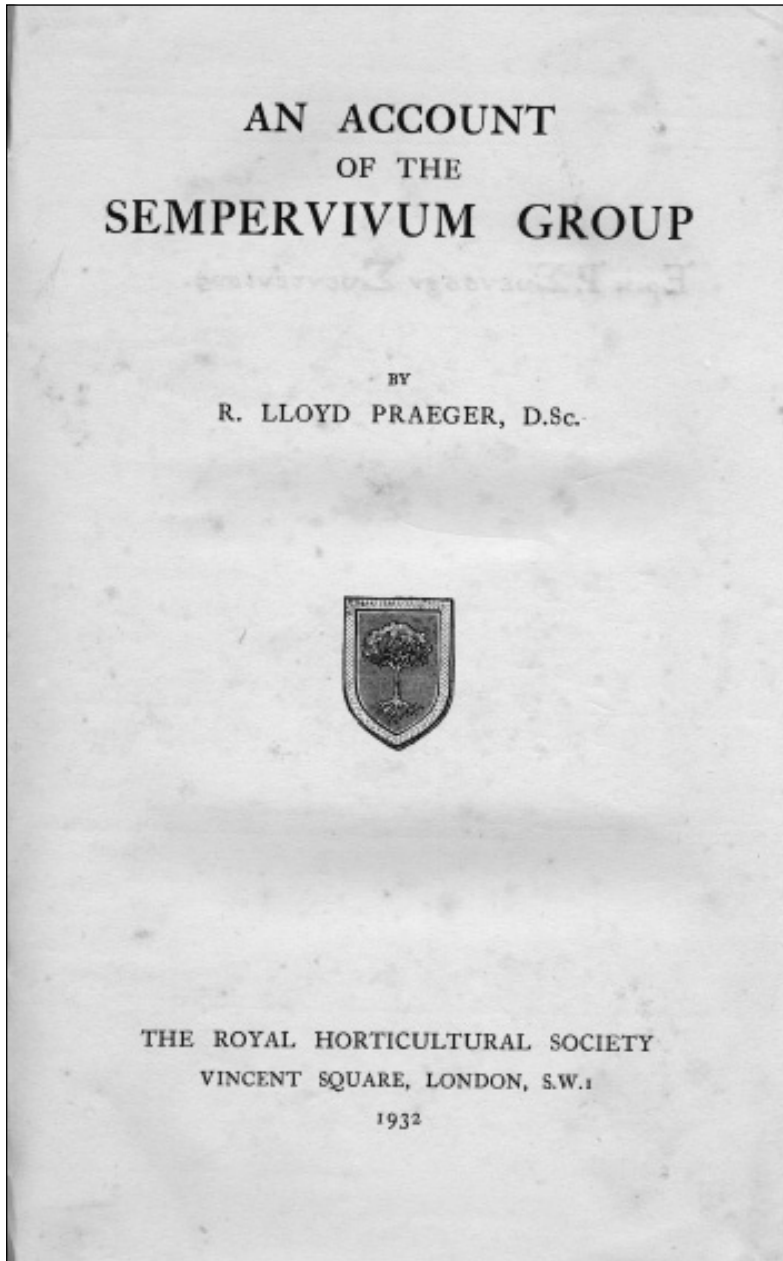 AN ACCOUNT
OF THE
SEMPERVIVUM GROUP
BY
R. LLOYD PRAEGER, D.Sc.
THE ROYAL HORTICULTURAL SOCIETY
VINCENT SQUARE, LONDON, S.W.1
1932